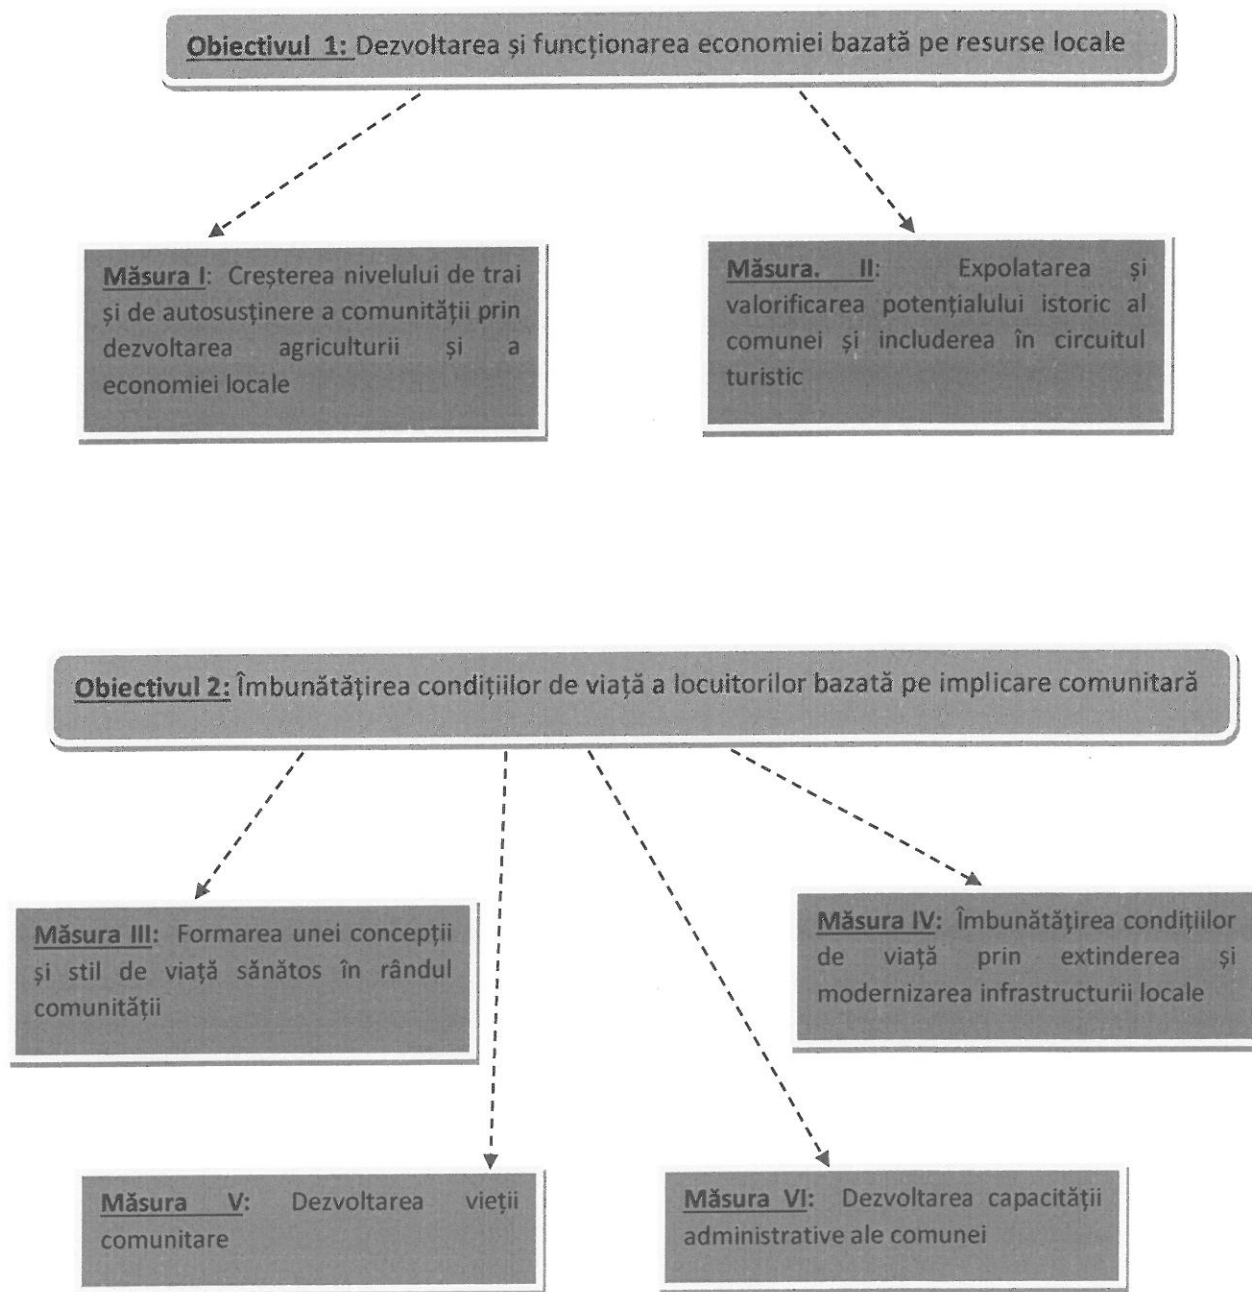 Obiectivul 1: Dezvoltarea și funcționarea economiei bazată pe resurse locale
Măsura I: Creșterea nivelului de trai
și de autosusținere a comunității prin
dezvoltarea agriculturii și a
economiei locale
Măsura. II: Expolatarea și
valorificarea potențialului istoric al
comunei și includerea în circuitul
turistic
Obiectivul 2: Îmbunătățirea condițiilor de viață a locuitorilor bazată pe implicare comunitară
Măsura III: Formarea unei concepții
și stil de viață sănătos în rândul
comunității
Măsura IV: Îmbunătățirea condițiilor
de viață prin extinderea și
modernizarea infrastructurii locale
Măsura V: Dezvoltarea vieții
comunitare
Măsura VI: Dezvoltarea capacității
administrative ale comunei